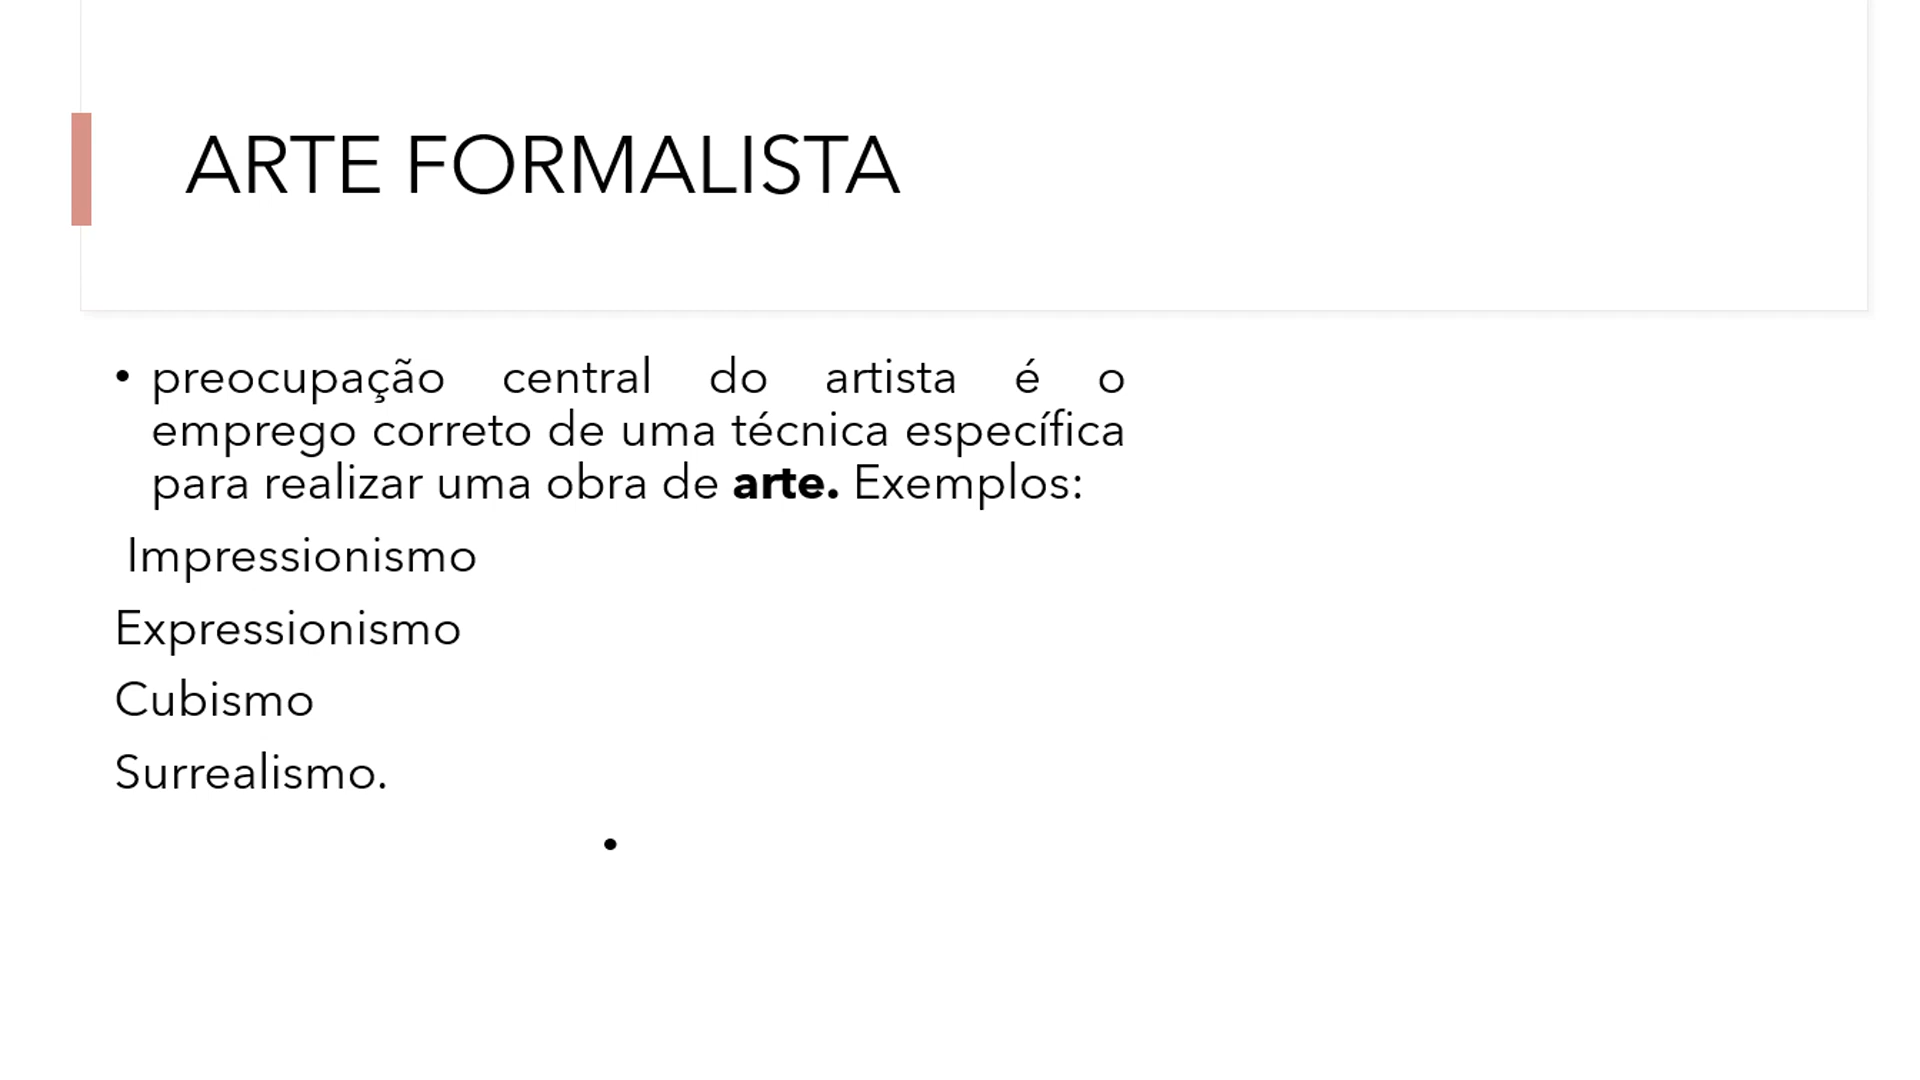 ARTE FORMALISTA
• preocupação central do artista é o
emprego correto de uma técnica específica
para realizar uma obra de arte. Exemplos:
Impressionismo
Expressionismo
Cubismo
Surrealismo.
•